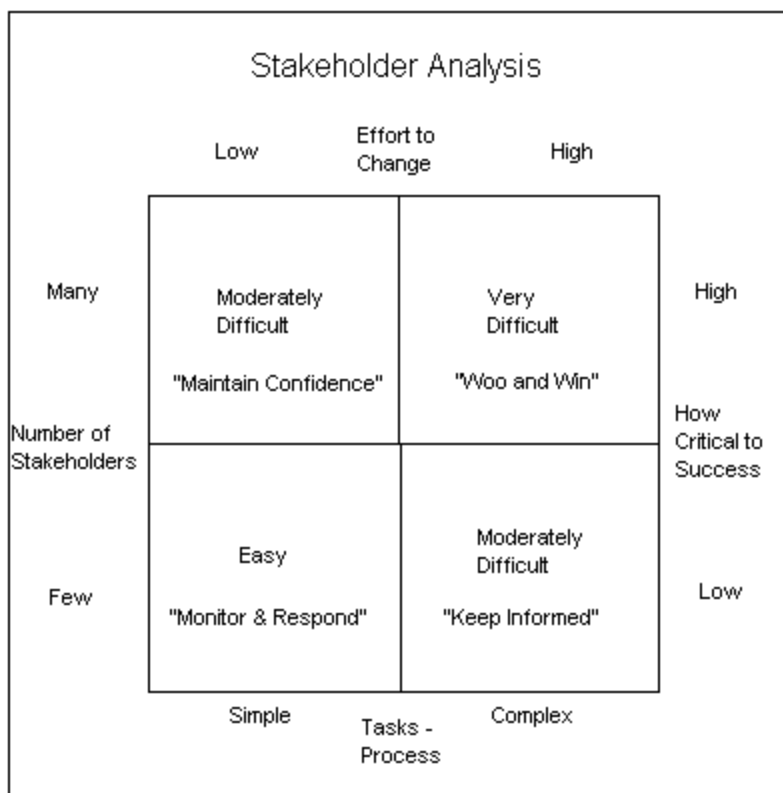 Stakeholder Analysis
Low
Effort to
Change
High
Many
Moderately
Difficult
Very
Difficult
High
"Maintain Confidence"
"Woo and Win"
Number of
Stakeholders
How
Critical to
Success
Easy
Moderately
Difficult
Few
"Monitor & Respond"
"Keep Informed"
Low
Simple
Tasks -
Process
Complex